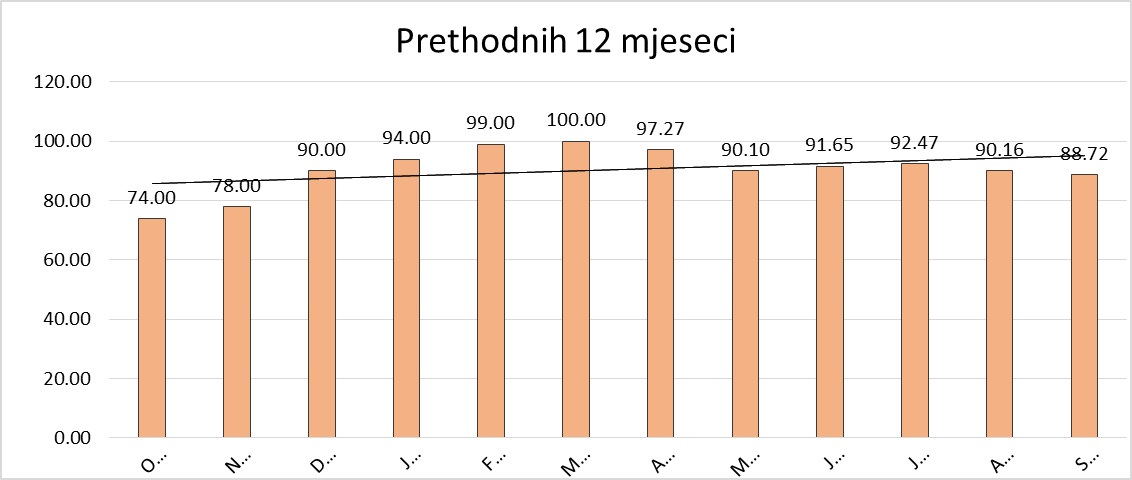 Prethodnih 12 mjeseci
120.00
100.00
80.00
60.00
40.00
20.00
0.00
74.00
78.00
90.00
94.00
99.00
100.00
97.27
90.10
91.65
92.47
90.16
88.72
O...
N...
D...
J...
F...
M...
A...
M...
J...
J...
A...
S...